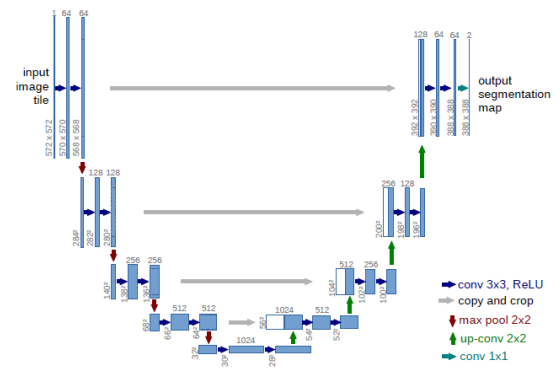 1 64 64
128 64 64 2
input
image
tile
output
segmentation
map
572 x 572
570 x 570
568 x 568
392 x 392
390 x 390
388 x 388
388 x 388
128 128
256 128
284²
282²
280²
200²
198²
196²
256 256
512 256
140²
138²
136²
104²
102²
100²
512 512
1024 512
68²
66²
64²
56²
54²
52²
1024
32²
30²
28²
conv 3x3, ReLU
copy and crop
max pool 2x2
up-conv 2x2
conv 1x1